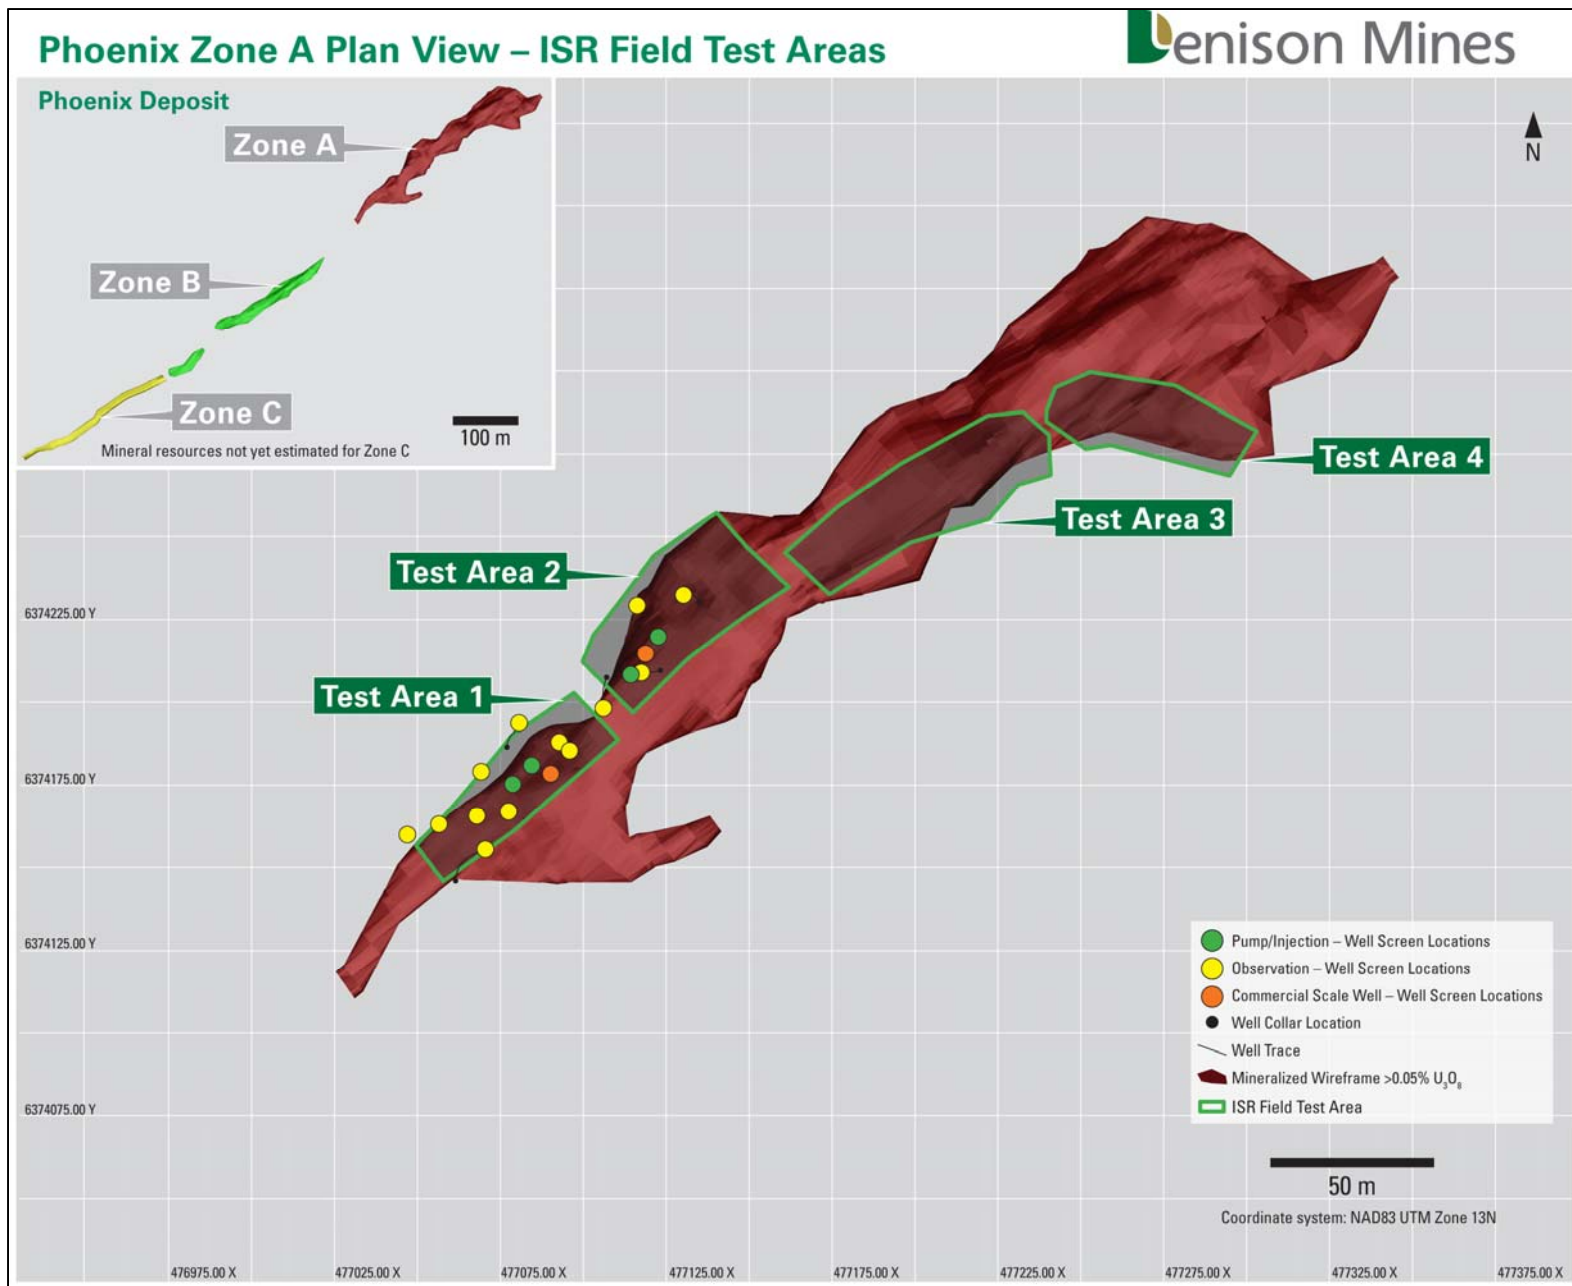 Phoenix Zone A Plan View – ISR Field Test Areas
Denison Mines
Phoenix Deposit
Zone A
Zone B
Zone C
100 m
Mineral resources not yet estimated for Zone C
N
Test Area 4
Test Area 3
Test Area 2
Test Area 1
6374225.00 Y
6374175.00 Y
6374125.00 Y
6374075.00 Y
Pump/Injection – Well Screen Locations
Observation – Well Screen Locations
Commercial Scale Well – Well Screen Locations
Well Collar Location
Well Trace
Mineralized Wireframe >0.05% U₃O₈
ISR Field Test Area
50 m
Coordinate system: NAD83 UTM Zone 13N
476975.00 X 477025.00 X 477075.00 X 477125.00 X 477175.00 X 477225.00 X 477275.00 X 477325.00 X 477375.00 X